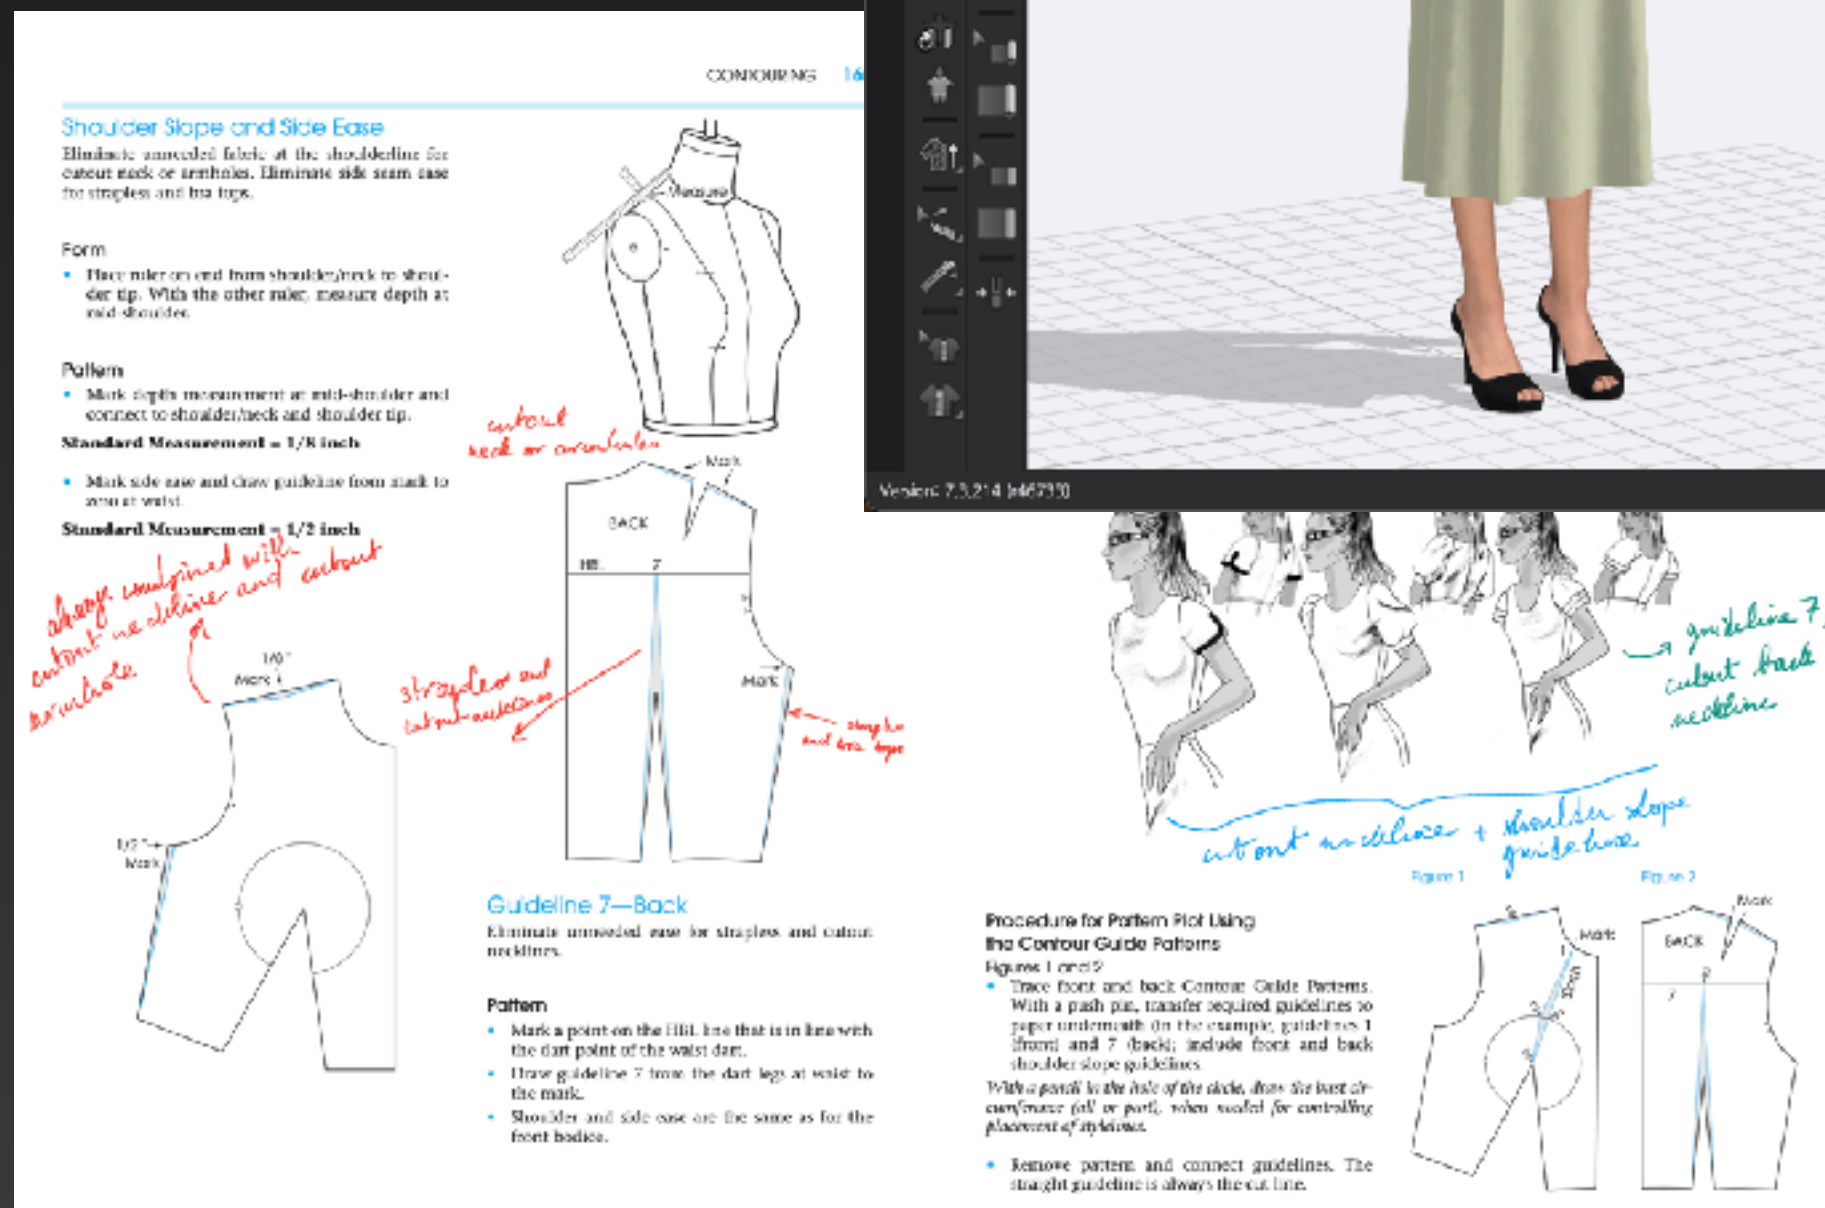 CONTOURING 16
Shoulder Slope and Side Ease
Eliminate unneeded fabric at the shoulderline for
cutout neck or armholes. Eliminate side seam ease
for strapless and bra tops.
Form
• Place ruler on end from shoulder/neck to shoul-
der tip. With the other ruler, measure depth at
mid-shoulder.
Pattern
• Mark depth measurement at mid-shoulder and
connect to shoulder/neck and shoulder tip.
Standard Measurement = 1/8 inch
• Mark side ease and draw guideline from mark to
zero at waist.
Standard Measurement = 1/2 inch
always combined with
cutout neckline and cutout
armhole
1/8"
Mark
1/2"
Mark
Measure
cutout
neck or armholes
Mark
BACK
HBL
7
Mark
strapless and
cutout necklines
strapless
and bra tops
Guideline 7—Back
Eliminate unneeded ease for strapless and cutout
necklines.
Pattern
• Mark a point on the HBL line that is in line with
the dart point of the waist dart.
• Draw guideline 7 from the dart legs at waist to
the mark.
• Shoulder and side ease are the same as for the
front bodice.
Version: 7.3.214 (r46733)
guideline 7,
cutout back
neckline
cutout neckline + shoulder slope
guideline
Procedure for Pattern Plot Using
the Contour Guide Patterns
Figures 1 and 2
• Trace front and back Contour Guide Patterns.
With a push pin, transfer required guidelines to
paper underneath (in the example, guidelines 1
(front) and 7 (back); include front and back
shoulder slope guidelines.
With a pencil in the hole of the circle, draw the bust cir-
cumference (all or part), when needed for controlling
placement of stylelines.
• Remove pattern and connect guidelines. The
straight guideline is always the cut line.
Figure 1
Mark
Figure 2
Mark
BACK
7